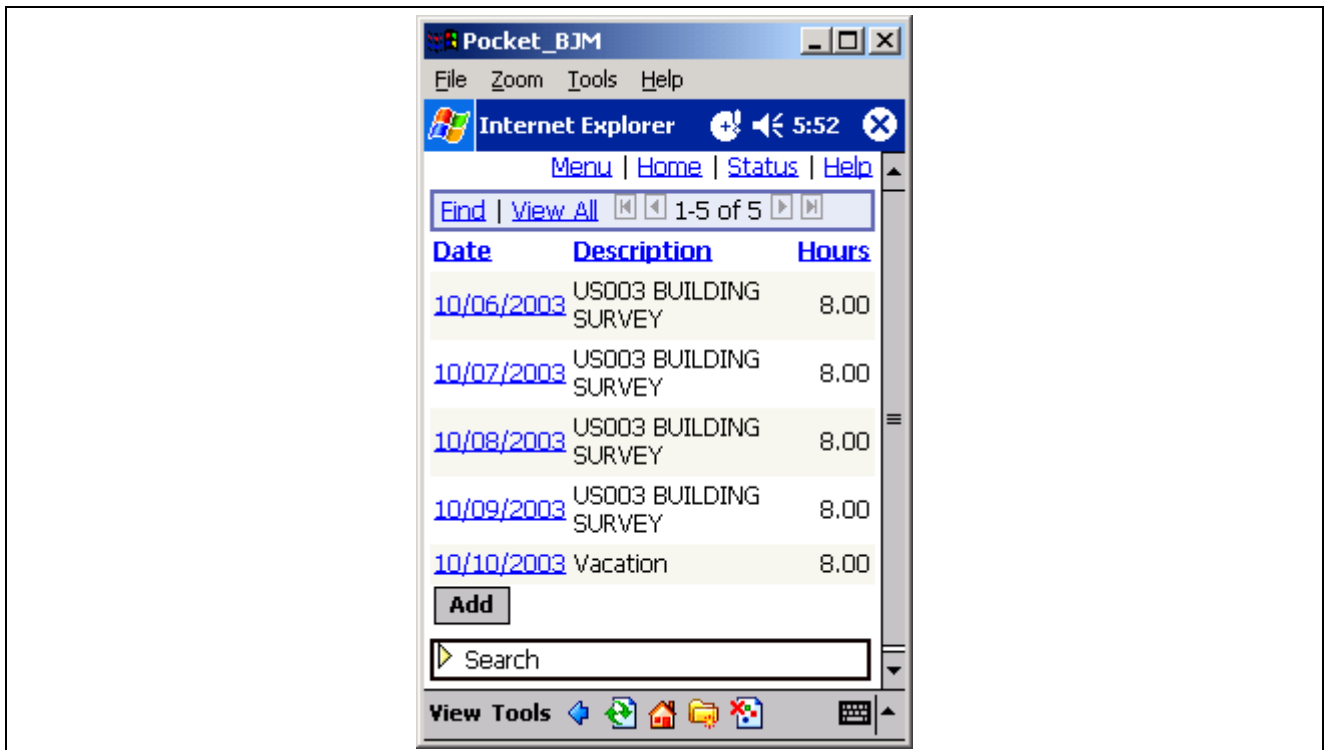 Pocket_BJM
File Zoom Tools Help
Internet Explorer 5:52
Menu | Home | Status | Help
Find | View All 1-5 of 5
Date Description Hours
10/06/2003 US003 BUILDING SURVEY 8.00
10/07/2003 US003 BUILDING SURVEY 8.00
10/08/2003 US003 BUILDING SURVEY 8.00
10/09/2003 US003 BUILDING SURVEY 8.00
10/10/2003 Vacation 8.00
Add
Search
View Tools